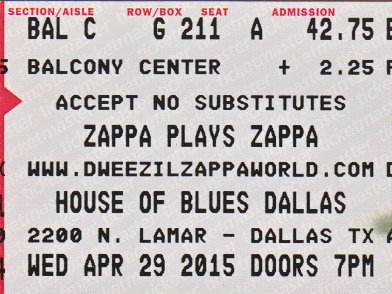 SECTION/AISLE ROW/BOX SEAT ADMISSION
BAL C G 211 A 42.75
BALCONY CENTER + 2.25
ACCEPT NO SUBSTITUTES
ZAPPA PLAYS ZAPPA
WWW.DWEEZILZAPPAWORLD.COM
HOUSE OF BLUES DALLAS
2200 N. LAMAR - DALLAS TX
WED APR 29 2015 DOORS 7PM